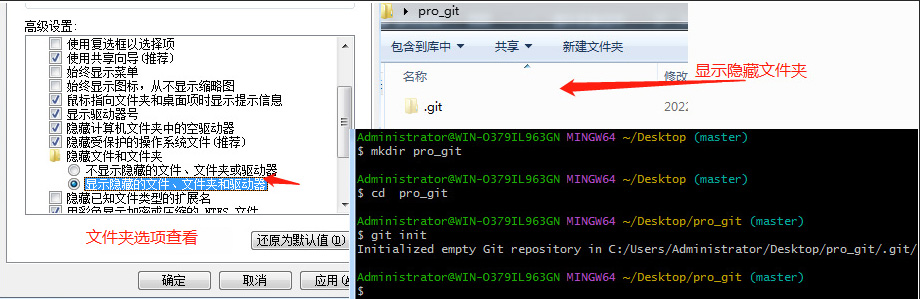 高级设置:
使用复选框以选择项
使用共享向导(推荐)
始终显示菜单
始终显示图标，从不显示缩略图
鼠标指向文件夹和桌面项时显示提示信息
显示驱动器号
隐藏计算机文件夹中的空驱动器
隐藏受保护的操作系统文件(推荐)
隐藏文件和文件夹
不显示隐藏的文件、文件夹或驱动器
显示隐藏的文件、文件夹和驱动器
隐藏已知文件类型的扩展名
用彩色显示加密或压缩的 NTFS 文件
文件夹选项查看
还原为默认值(D)
确定
取消
应用(A
pro_git
包含到库中
共享
新建文件夹
名称
修改
显示隐藏文件夹
.git
2022
Administrator@WIN-O379IL963GN MINGW64 ~/Desktop (master)
$ mkdir pro_git
Administrator@WIN-O379IL963GN MINGW64 ~/Desktop (master)
$ cd  pro_git
Administrator@WIN-O379IL963GN MINGW64 ~/Desktop/pro_git (master)
$ git init
Initialized empty Git repository in C:/Users/Administrator/Desktop/pro_git/.git/
Administrator@WIN-O379IL963GN MINGW64 ~/Desktop/pro_git (master)
$